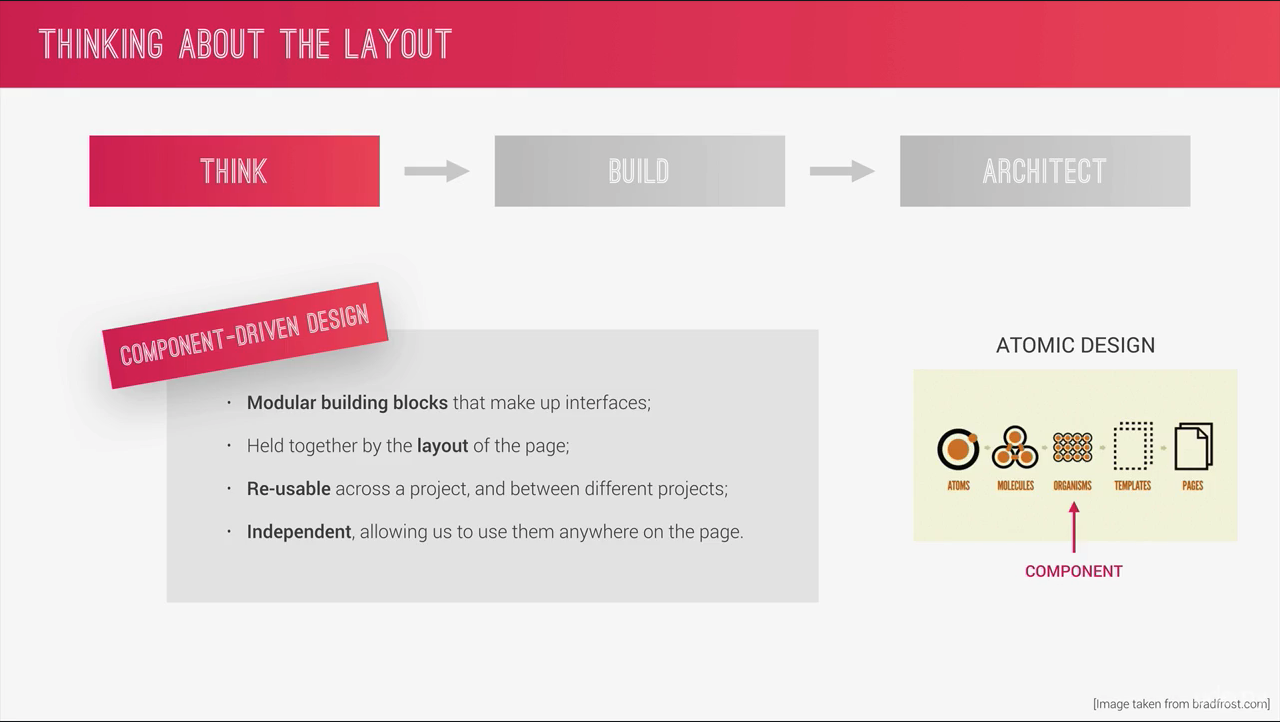 THINKING ABOUT THE LAYOUT
THINK
BUILD
ARCHITECT
COMPONENT-DRIVEN DESIGN
· Modular building blocks that make up interfaces;
· Held together by the layout of the page;
· Re-usable across a project, and between different projects;
· Independent, allowing us to use them anywhere on the page.
ATOMIC DESIGN
ATOMS MOLECULES ORGANISMS TEMPLATES PAGES
COMPONENT
[Image taken from bradfrost.com]